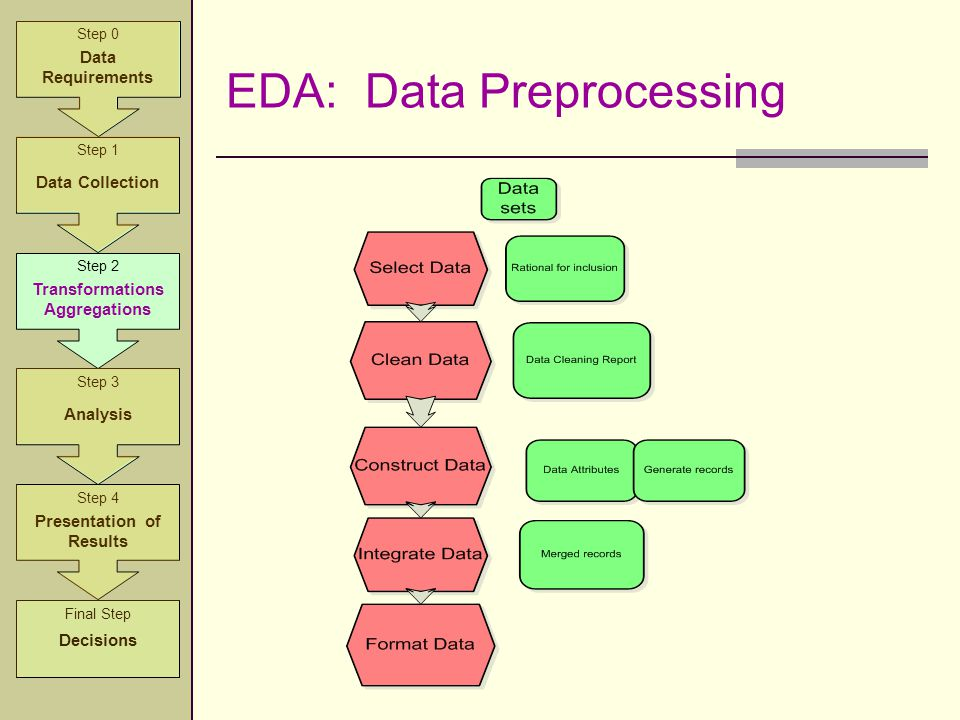 Step 0
Data
Requirements
Step 1
Data Collection
Step 2
Transformations
Aggregations
Step 3
Analysis
Step 4
Presentation of
Results
Final Step
Decisions
EDA: Data Preprocessing
Data
sets
Select Data
Rational for inclusion
Clean Data
Data Cleaning Report
Construct Data
Data Attributes
Generate records
Integrate Data
Merged records
Format Data